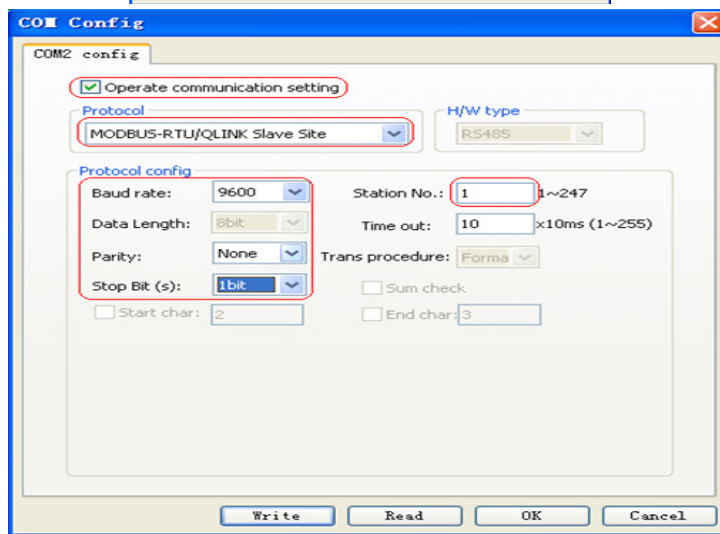 COM Config
COM2 config
Operate communication setting
Protocol
H/W type
MODBUS-RTU/QLINK Slave Site
RS485
Protocol config
Baud rate: 9600 Station No.: 1 1~247
Data Length: 8bit Time out: 10 ×10ms (1~255)
Parity: None Trans procedure: Forma
Stop Bit (s): 1bit Sum check
Start char: 2 End char: 3
Write Read OK Cancel